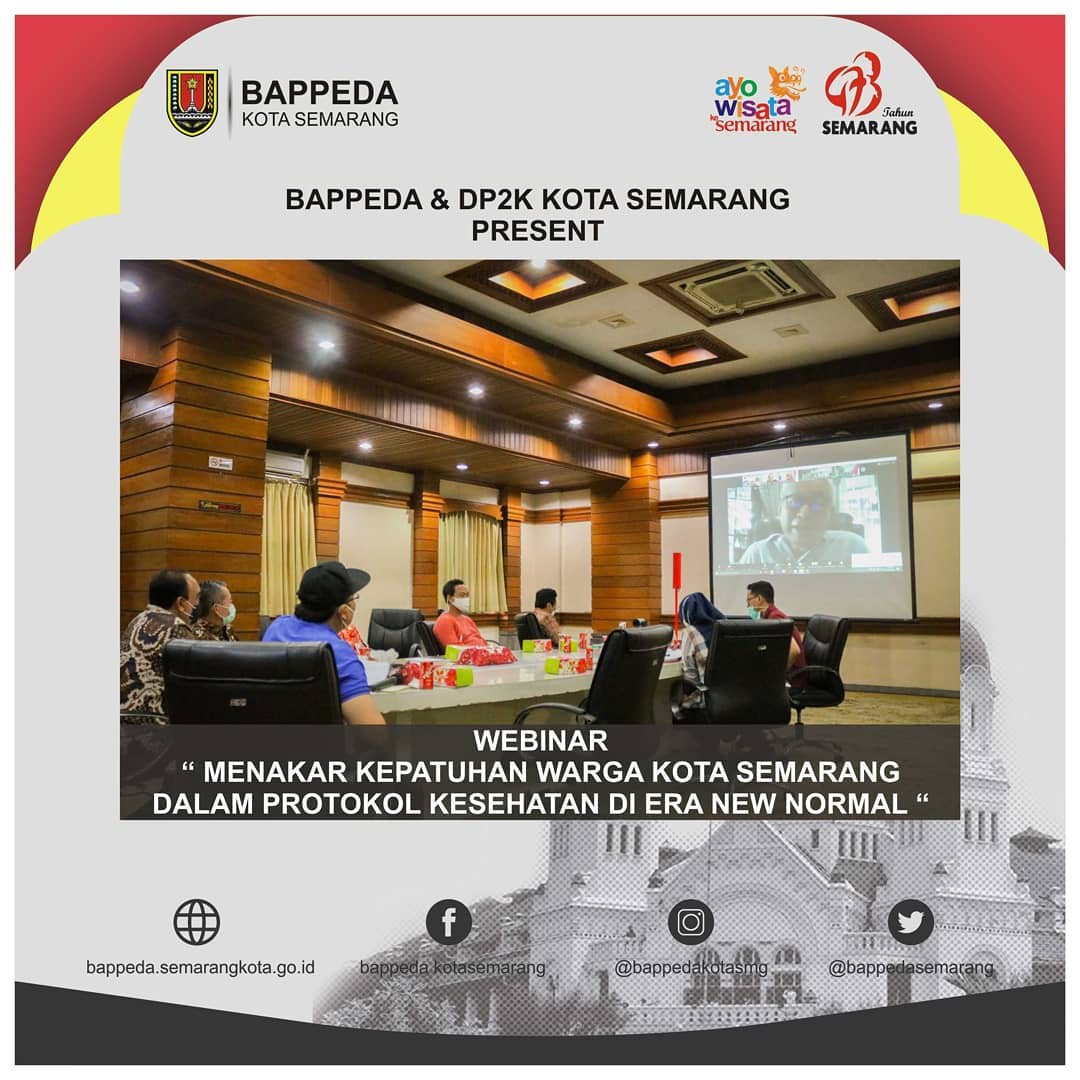 BAPPEDA
KOTA SEMARANG
ayo
wisata
ke
semarang
Tahun
SEMARANG
BAPPEDA & DP2K KOTA SEMARANG
PRESENT
WEBINAR
“ MENAKAR KEPATUHAN WARGA KOTA SEMARANG
DALAM PROTOKOL KESEHATAN DI ERA NEW NORMAL “
bappeda.semarangkota.go.id
bappeda kotasemarang
@bappedakotasmg
@bappedasemarang